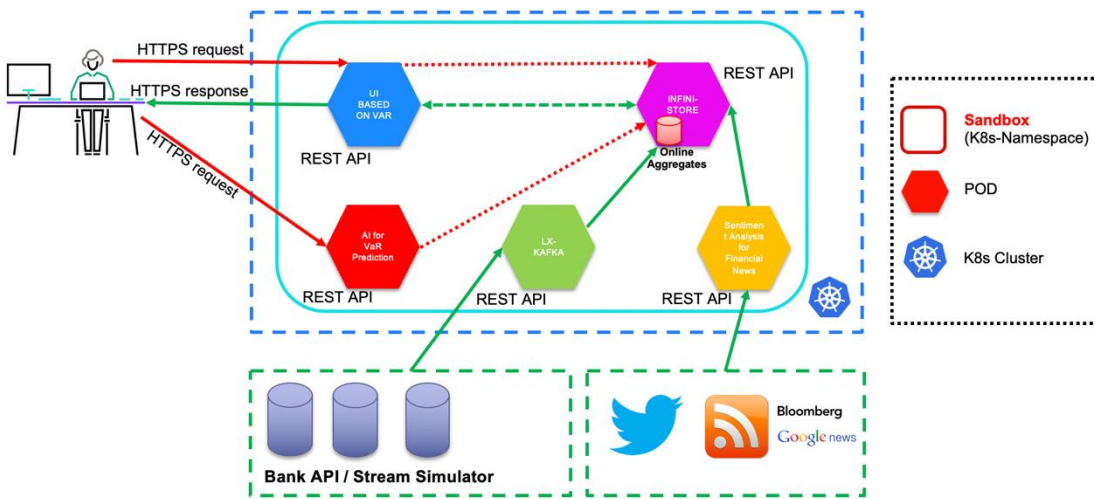 HTTPS request
HTTPS response
HTTPS request
UI
BASED
ON VAR
REST API
INFINI-
STORE
REST API
Online
Aggregates
AI for
VaR
Prediction
REST API
LX-
KAFKA
REST API
Sentimen
t Analysis
for
Financial
News
REST API
Sandbox
(K8s-Namespace)
POD
K8s Cluster
Bank API / Stream Simulator
Bloomberg
Google news